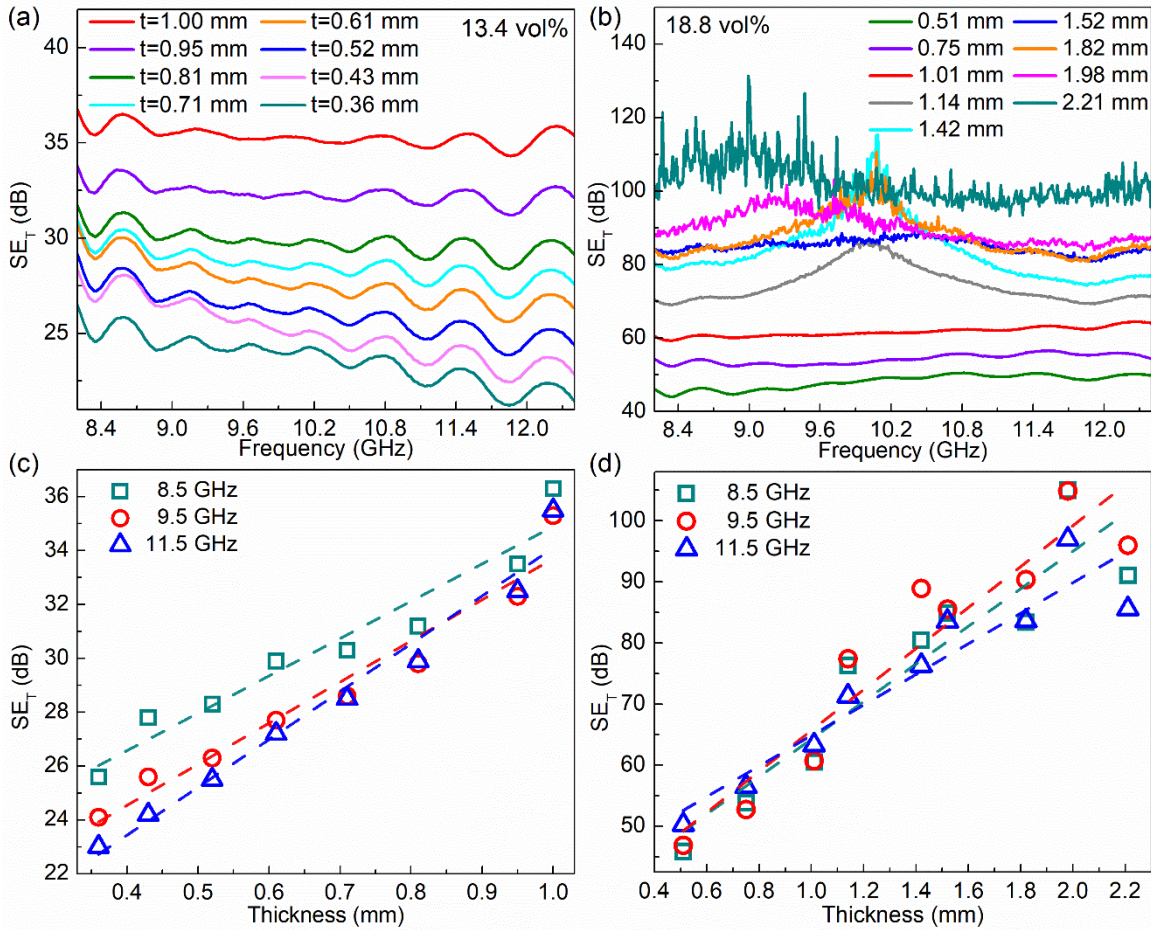 (a)
t=1.00 mm t=0.61 mm 13.4 vol%
t=0.95 mm t=0.52 mm
t=0.81 mm t=0.43 mm
t=0.71 mm t=0.36 mm
40
35
30
25
SE_T (dB)
8.4 9.0 9.6 10.2 10.8 11.4 12.0
Frequency (GHz)
(b)
18.8 vol% 0.51 mm 1.52 mm
0.75 mm 1.82 mm
1.01 mm 1.98 mm
1.14 mm 2.21 mm
1.42 mm
140
120
100
80
60
40
SE_T (dB)
8.4 9.0 9.6 10.2 10.8 11.4 12.0
Frequency (GHz)
(c)
8.5 GHz
9.5 GHz
11.5 GHz
36
34
32
30
28
26
24
22
SE_T (dB)
0.4 0.5 0.6 0.7 0.8 0.9 1.0
Thickness (mm)
(d)
8.5 GHz
9.5 GHz
11.5 GHz
100
90
80
70
60
50
SE_T (dB)
0.4 0.6 0.8 1.0 1.2 1.4 1.6 1.8 2.0 2.2
Thickness (mm)